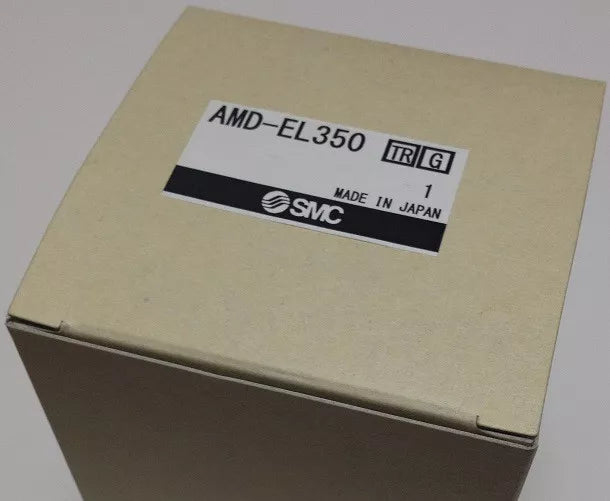 AMD-EL350 TR G
1
MADE IN JAPAN
SMC